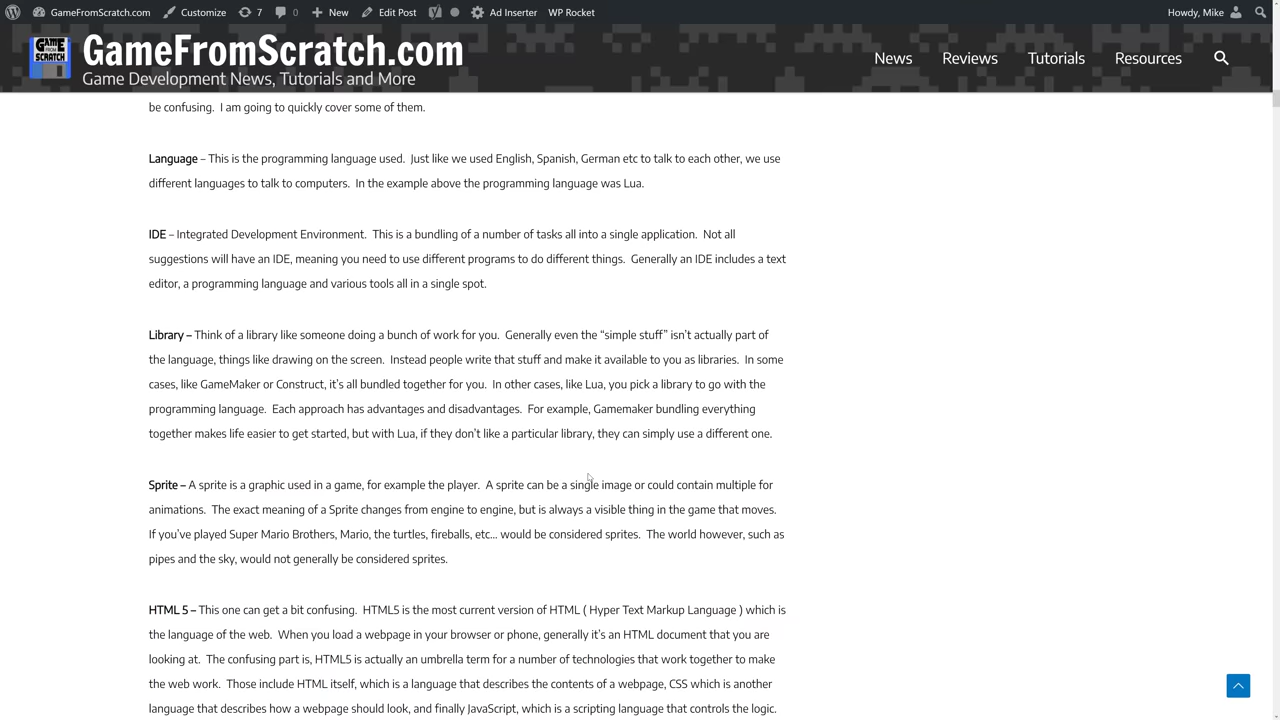 GameFromScratch.com
Customize
7
0
New
Edit Post
Ad Inserter
WP Rocket
Howdy, Mike
GAME
FROM
SCRATCH
GameFromScratch.com
Game Development News, Tutorials and More
News
Reviews
Tutorials
Resources
be confusing.  I am going to quickly cover some of them.
Language – This is the programming language used.  Just like we used English, Spanish, German etc to talk to each other, we use
different languages to talk to computers.  In the example above the programming language was Lua.
IDE – Integrated Development Environment.  This is a bundling of a number of tasks all into a single application.  Not all
suggestions will have an IDE, meaning you need to use different programs to do different things.  Generally an IDE includes a text
editor, a programming language and various tools all in a single spot.
Library – Think of a library like someone doing a bunch of work for you.  Generally even the “simple stuff” isn’t actually part of
the language, things like drawing on the screen.  Instead people write that stuff and make it available to you as libraries.  In some
cases, like GameMaker or Construct, it’s all bundled together for you.  In other cases, like Lua, you pick a library to go with the
programming language.  Each approach has advantages and disadvantages.  For example, Gamemaker bundling everything
together makes life easier to get started, but with Lua, if they don’t like a particular library, they can simply use a different one.
Sprite – A sprite is a graphic used in a game, for example the player.  A sprite can be a single image or could contain multiple for
animations.  The exact meaning of a Sprite changes from engine to engine, but is always a visible thing in the game that moves.
If you’ve played Super Mario Brothers, Mario, the turtles, fireballs, etc… would be considered sprites.  The world however, such as
pipes and the sky, would not generally be considered sprites.
HTML 5 – This one can get a bit confusing.  HTML5 is the most current version of HTML ( Hyper Text Markup Language ) which is
the language of the web.  When you load a webpage in your browser or phone, generally it’s an HTML document that you are
looking at.  The confusing part is, HTML5 is actually an umbrella term for a number of technologies that work together to make
the web work.  Those include HTML itself, which is a language that describes the contents of a webpage, CSS which is another
language that describes how a webpage should look, and finally JavaScript, which is a scripting language that controls the logic.